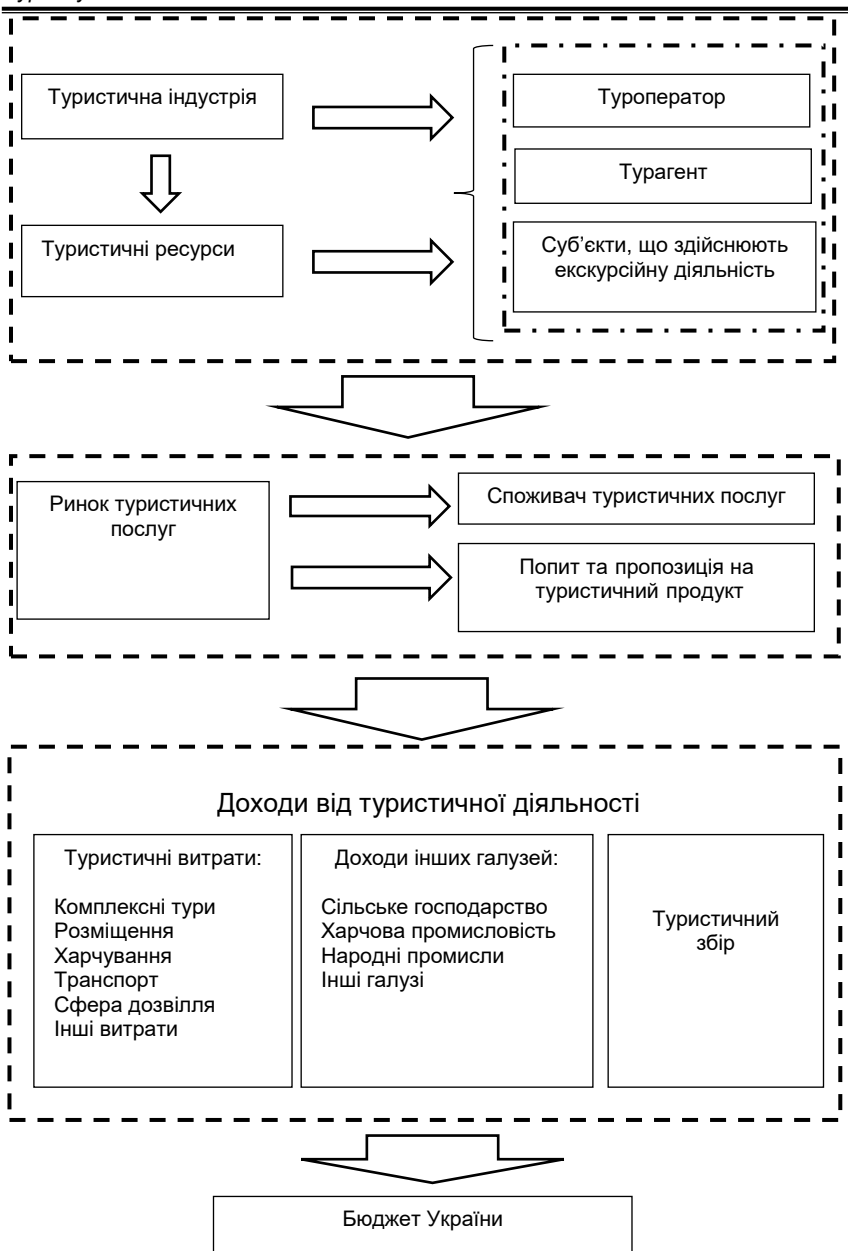 Туристична індустрія
Туроператор
Турагент
Туристичні ресурси
Суб’єкти, що здійснюють
екскурсійну діяльність
Ринок туристичних
послуг
Споживач туристичних послуг
Попит та пропозиція на
туристичний продукт
Доходи від туристичної діяльності
Туристичні витрати:
Комплексні тури
Розміщення
Харчування
Транспорт
Сфера дозвілля
Інші витрати
Доходи інших галузей:
Сільське господарство
Харчова промисловість
Народні промисли
Інші галузі
Туристичний
збір
Бюджет України